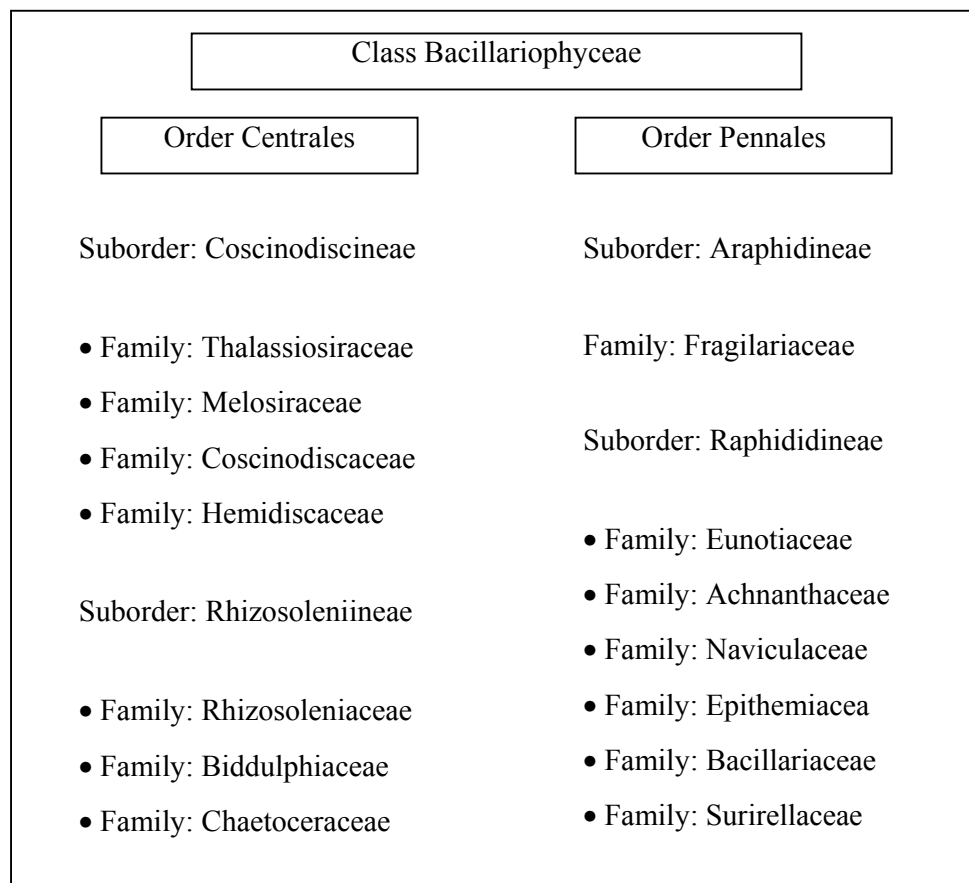 Class Bacillariophyceae
Order Centrales
Suborder: Coscinodiscineae
• Family: Thalassiosiraceae
• Family: Melosiraceae
• Family: Coscinodiscaceae
• Family: Hemidiscaceae
Suborder: Rhizosoleniineae
• Family: Rhizosoleniaceae
• Family: Biddulphiaceae
• Family: Chaetoceraceae
Order Pennales
Suborder: Araphidineae
Family: Fragilariaceae
Suborder: Raphididineae
• Family: Eunotiaceae
• Family: Achnanthaceae
• Family: Naviculaceae
• Family: Epithemiacea
• Family: Bacillariaceae
• Family: Surirellaceae